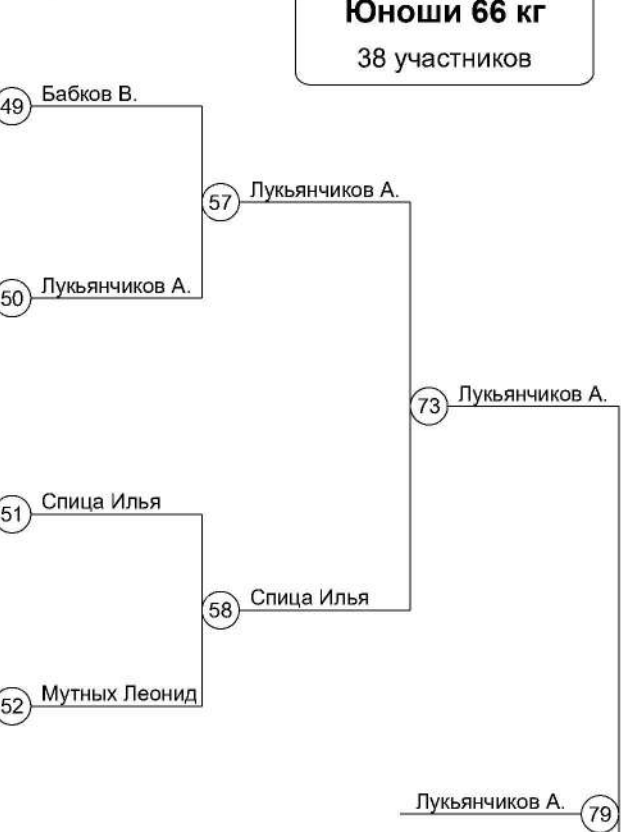 Юноши 66 кг
38 участников
49 Бабков В.
57 Лукьянчиков А.
50 Лукьянчиков А.
73 Лукьянчиков А.
51 Спица Илья
58 Спица Илья
52 Мутных Леонид
Лукьянчиков А. 79